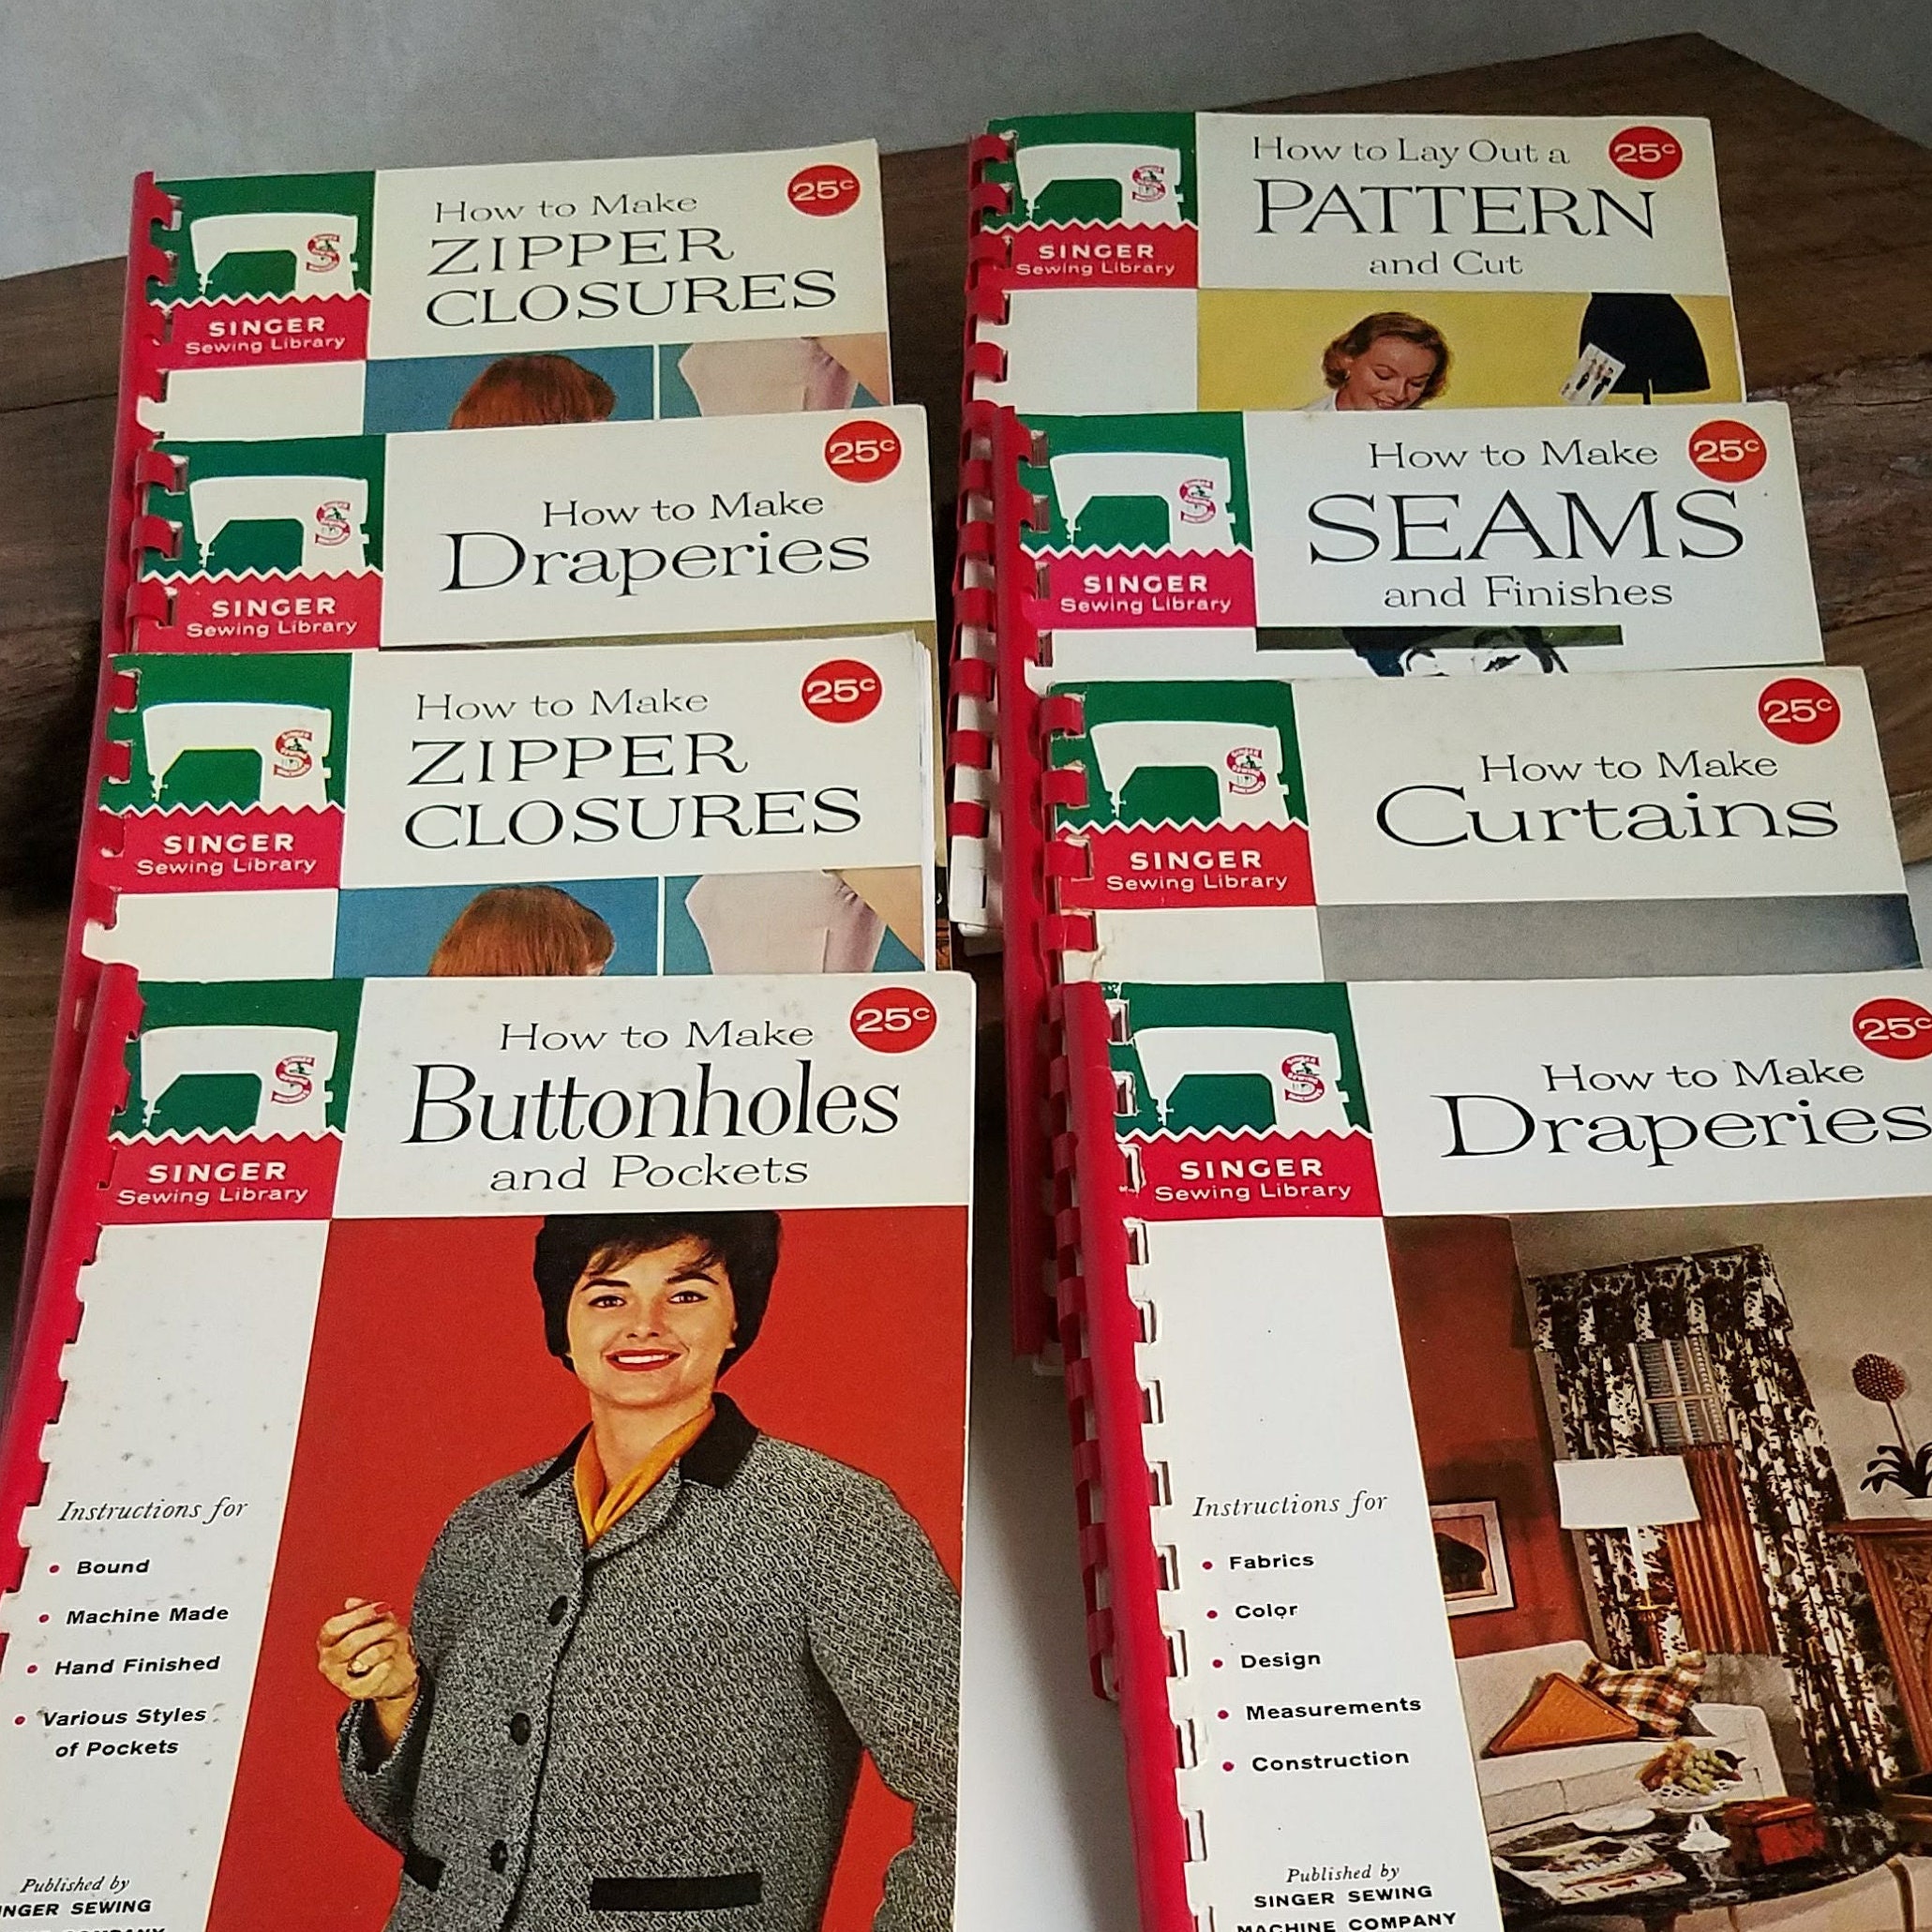 25¢
How to Make
ZIPPER
CLOSURES
SINGER
Sewing Library
25¢
How to Make
Draperies
SINGER
Sewing Library
25¢
How to Make
ZIPPER
CLOSURES
SINGER
Sewing Library
25¢
How to Make
Buttonholes
and Pockets
SINGER
Sewing Library
Instructions for
• Bound
• Machine Made
• Hand Finished
• Various Styles
of Pockets
Published by
SEWING
How to Lay Out a
25¢
PATTERN
and Cut
SINGER
Sewing Library
How to Make
25¢
SEAMS
and Finishes
SINGER
Sewing Library
25¢
How to Make
Curtains
SINGER
Sewing Library
25¢
How to Make
Draperies
SINGER
Sewing Library
Instructions for
• Fabrics
• Color
• Design
• Measurements
• Construction
Published by
SINGER SEWING
MACHINE COMPANY